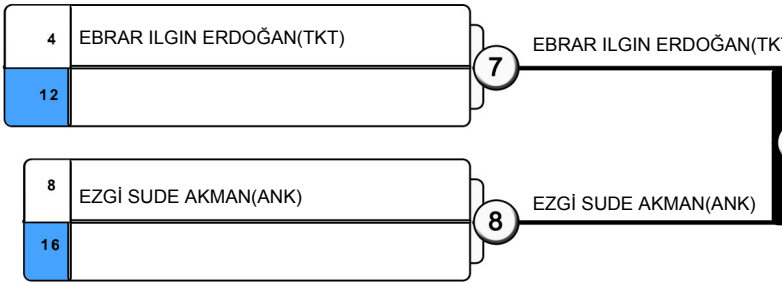 4 EBRAR ILGIN ERDOĞAN(TKT)
12
7
EBRAR ILGIN ERDOĞAN(TK
8 EZGİ SUDE AKMAN(ANK)
16
8
EZGİ SUDE AKMAN(ANK)